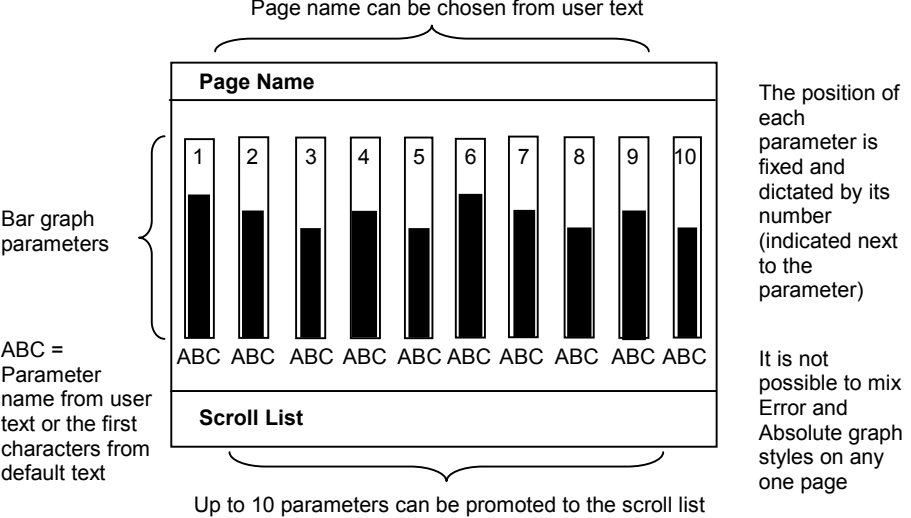 Page name can be chosen from user text
Page Name
1 2 3 4 5 6 7 8 9 10
Bar graph
parameters
ABC ABC ABC ABC ABC ABC ABC ABC ABC ABC
ABC =
Parameter
name from user
text or the first
characters from
default text
Scroll List
Up to 10 parameters can be promoted to the scroll list
The position of
each
parameter is
fixed and
dictated by its
number
(indicated next
to the
parameter)
It is not
possible to mix
Error and
Absolute graph
styles on any
one page